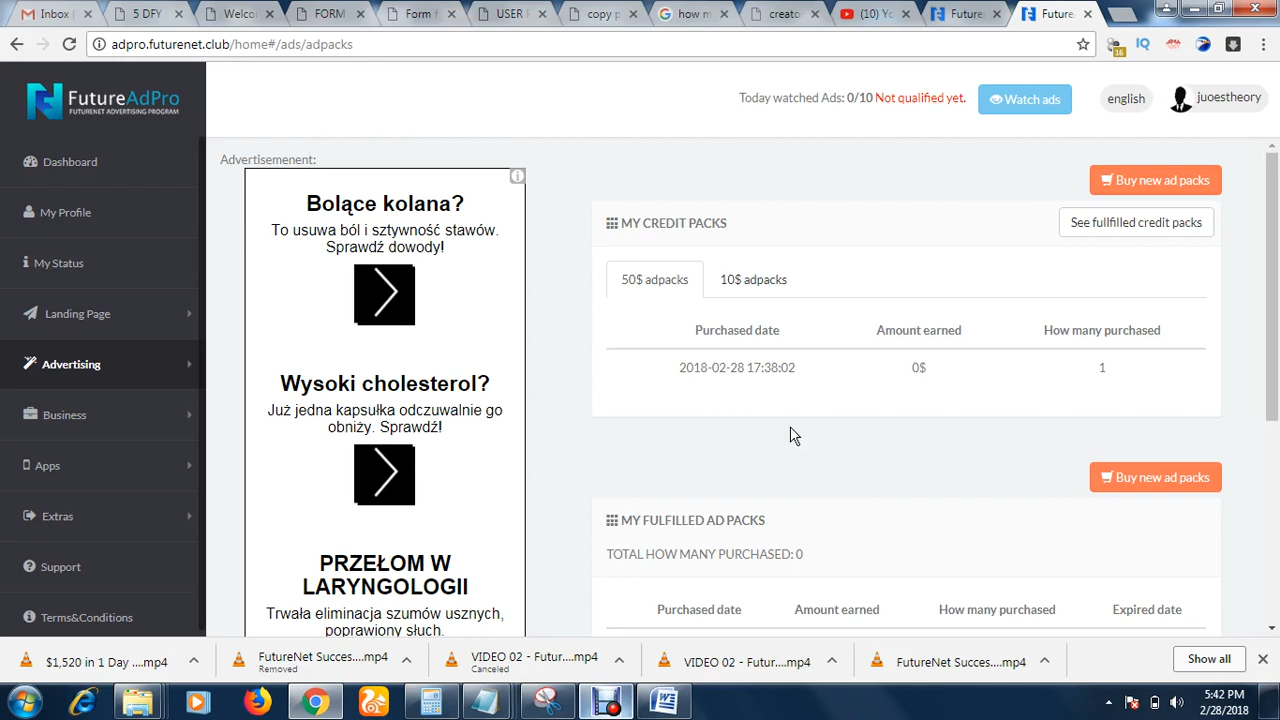 Inbox (
5 DFY
Welco
FORM
Form f
USER E
copy p
how m
creato
(10) Yo
Future
Future
adpro.futurenet.club/home#/ads/adpacks
16
IQ
FutureAdPro
FUTURENET ADVERTISING PROGRAM
Today watched Ads: 0/10 Not qualified yet.
Watch ads
english
juoestheory
Dashboard
My Profile
My Status
Landing Page
Advertising
Business
Apps
Extras
Support
Terms&Conditions
Advertisemenent:
Bolące kolana?
To usuwa ból i sztywność stawów.
Sprawdź dowody!
Wysoki cholesterol?
Już jedna kapsułka odczuwalnie go
obniży. Sprawdź!
PRZEŁOM W
LARYNGOLOGII
Trwała eliminacja szumów usznych,
poprawiony słuch.
Buy new ad packs
MY CREDIT PACKS
See fullfilled credit packs
50$ adpacks
10$ adpacks
Purchased date Amount earned How many purchased
2018-02-28 17:38:02 0$ 1
Buy new ad packs
MY FULFILLED AD PACKS
TOTAL HOW MANY PURCHASED: 0
Purchased date Amount earned How many purchased Expired date
$1,520 in 1 Day ....mp4
FutureNet Succes....mp4
Removed
VIDEO 02 - Futur....mp4
Canceled
VIDEO 02 - Futur....mp4
FutureNet Succes....mp4
Show all
5:42 PM
2/28/2018